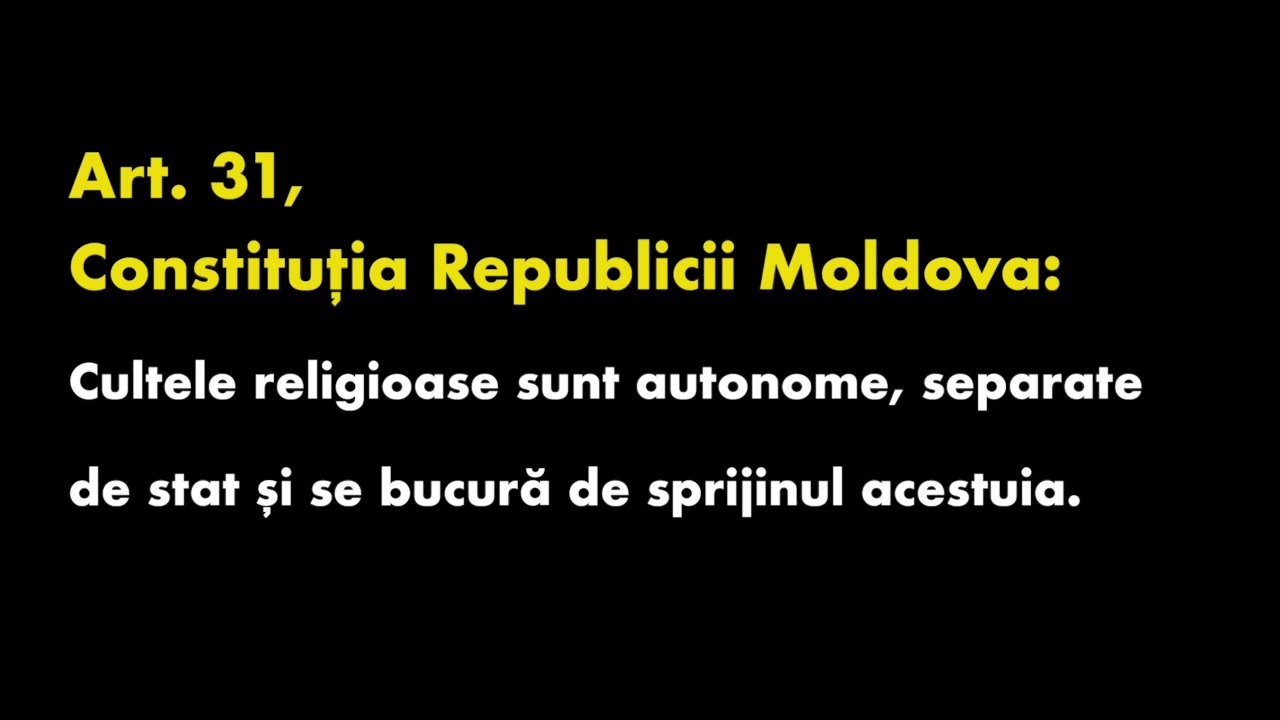 Art. 31,
Constituția Republicii Moldova:
Cultele religioase sunt autonome, separate
de stat și se bucură de sprijinul acestuia.